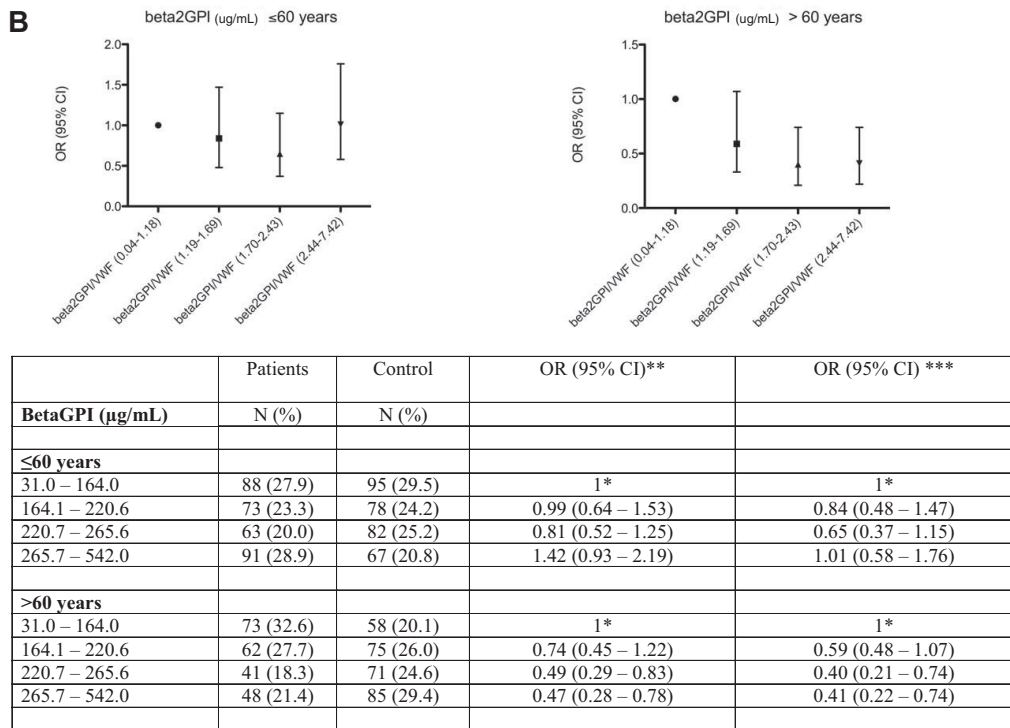 B
beta2GPI (ug/mL) ≤60 years
2.0
1.5
1.0
0.5
0.0
OR (95% CI)
beta2GPI/VWF (0.04-1.18)
beta2GPI/VWF (1.19-1.69)
beta2GPI/VWF (1.70-2.43)
beta2GPI/VWF (2.44-7.42)
beta2GPI (ug/mL) > 60 years
1.5
1.0
0.5
0.0
OR (95% CI)
beta2GPI/VWF (0.04-1.18)
beta2GPI/VWF (1.19-1.69)
beta2GPI/VWF (1.70-2.43)
beta2GPI/VWF (2.44-7.42)
Patients Control OR (95% CI)** OR (95% CI) ***
BetaGPI (µg/mL) N (%) N (%)
≤60 years
31.0 – 164.0 88 (27.9) 95 (29.5) 1* 1*
164.1 – 220.6 73 (23.3) 78 (24.2) 0.99 (0.64 – 1.53) 0.84 (0.48 – 1.47)
220.7 – 265.6 63 (20.0) 82 (25.2) 0.81 (0.52 – 1.25) 0.65 (0.37 – 1.15)
265.7 – 542.0 91 (28.9) 67 (20.8) 1.42 (0.93 – 2.19) 1.01 (0.58 – 1.76)
>60 years
31.0 – 164.0 73 (32.6) 58 (20.1) 1* 1*
164.1 – 220.6 62 (27.7) 75 (26.0) 0.74 (0.45 – 1.22) 0.59 (0.48 – 1.07)
220.7 – 265.6 41 (18.3) 71 (24.6) 0.49 (0.29 – 0.83) 0.40 (0.21 – 0.74)
265.7 – 542.0 48 (21.4) 85 (29.4) 0.47 (0.28 – 0.78) 0.41 (0.22 – 0.74)